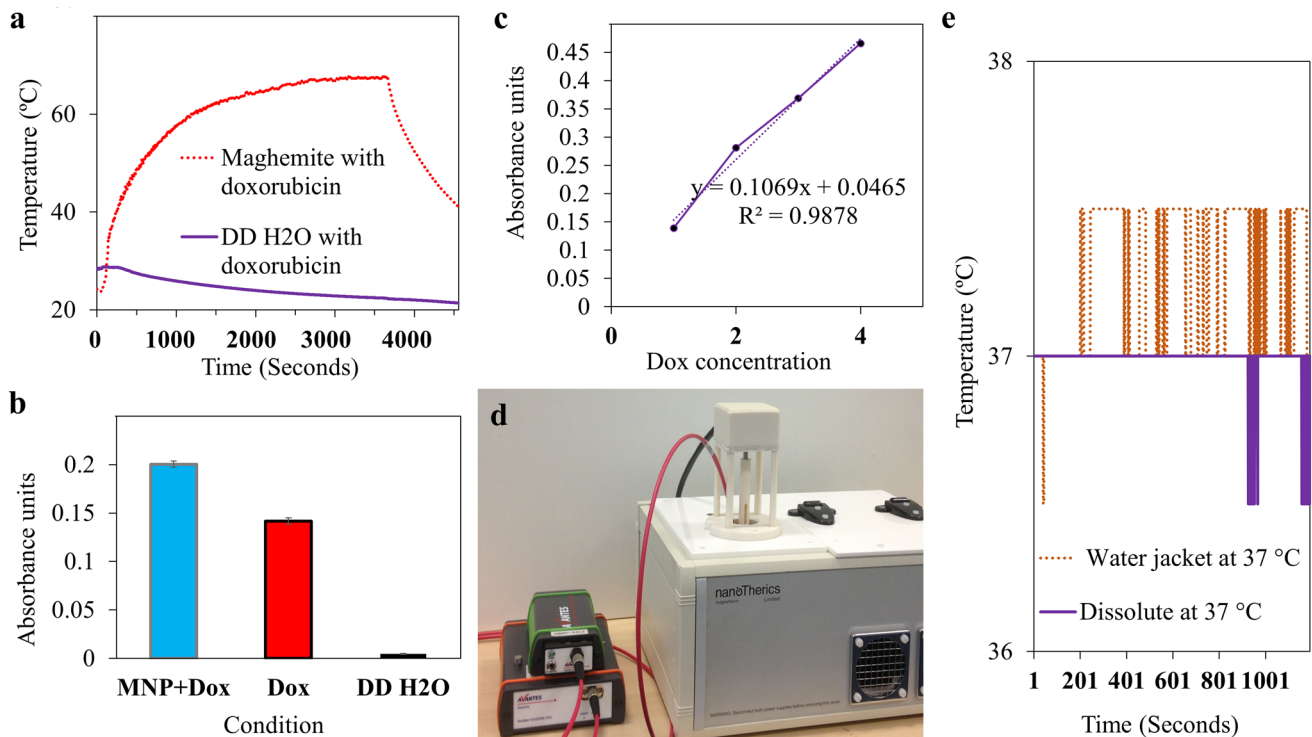 a
Temperature (ºC)
60
40
20
Maghemite with
doxorubicin
DD H2O with
doxorubicin
0 1000 2000 3000 4000
Time (Seconds)
b
Absorbance units
0.2
0.15
0.1
0.05
0
MNP+Dox Dox DD H2O
Condition
c
Absorbance units
0.45
0.4
0.35
0.3
0.25
0.2
0.15
0.1
0.05
0
y = 0.1069x + 0.0465
R² = 0.9878
0 2 4
Dox concentration
d
nanoTherics
Limited
AVANTES
AVANTES
e
Temperature (ºC)
38
37
36
Water jacket at 37 °C
Dissolute at 37 °C
1 201 401 601 801 1001
Time (Seconds)